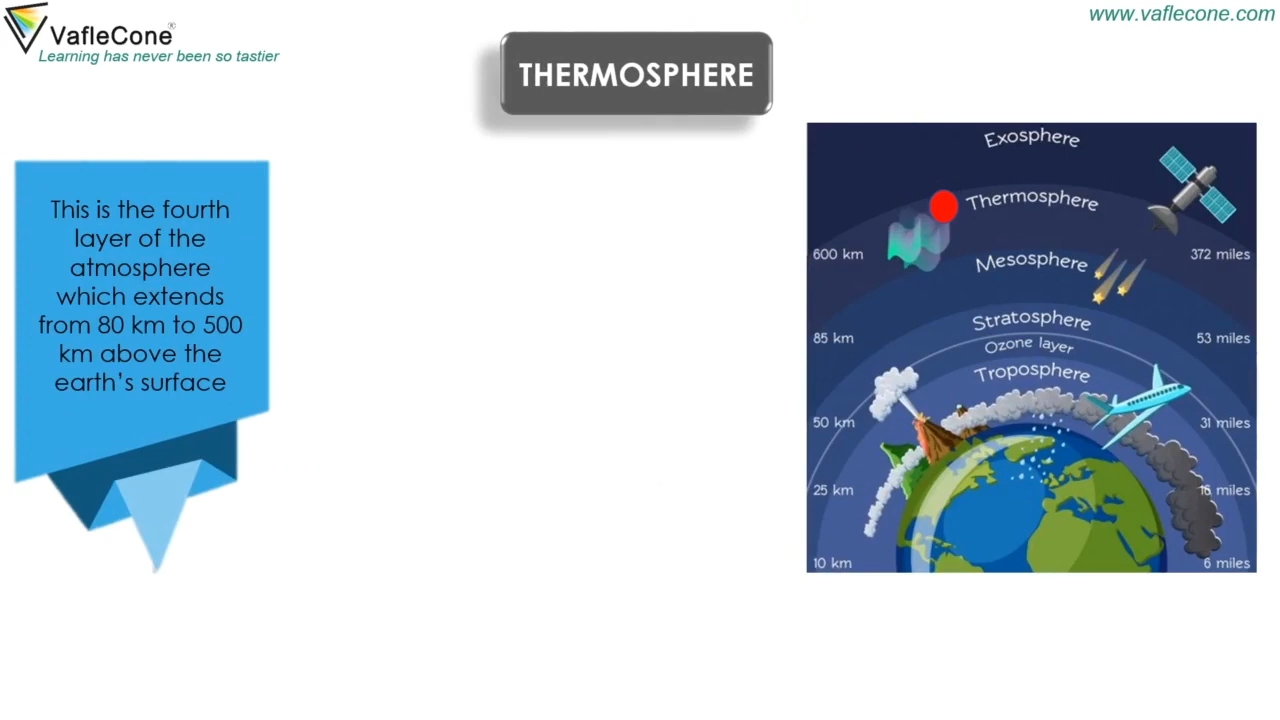 VafleCone®
Learning has never been so tastier
www.vaflecone.com
THERMOSPHERE
This is the fourth
layer of the
atmosphere
which extends
from 80 km to 500
km above the
earth's surface
Exosphere
Thermosphere
600 km
372 miles
Mesosphere
Stratosphere
85 km
53 miles
Ozone layer
Troposphere
50 km
31 miles
25 km
16 miles
10 km
6 miles